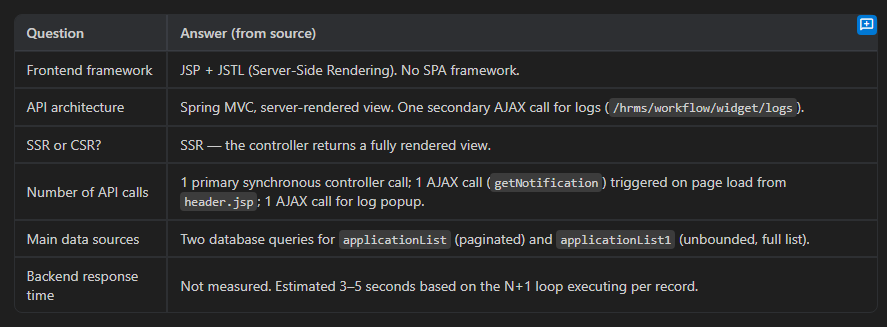 Question Answer (from source)
Frontend framework JSP + JSTL (Server-Side Rendering). No SPA framework.
API architecture Spring MVC, server-rendered view. One secondary AJAX call for logs (/hrms/workflow/widget/logs).
SSR or CSR? SSR — the controller returns a fully rendered view.
Number of API calls 1 primary synchronous controller call; 1 AJAX call (getNotification) triggered on page load from
header.jsp; 1 AJAX call for log popup.
Main data sources Two database queries for applicationList (paginated) and applicationList1 (unbounded, full list).
Backend response
time Not measured. Estimated 3–5 seconds based on the N+1 loop executing per record.